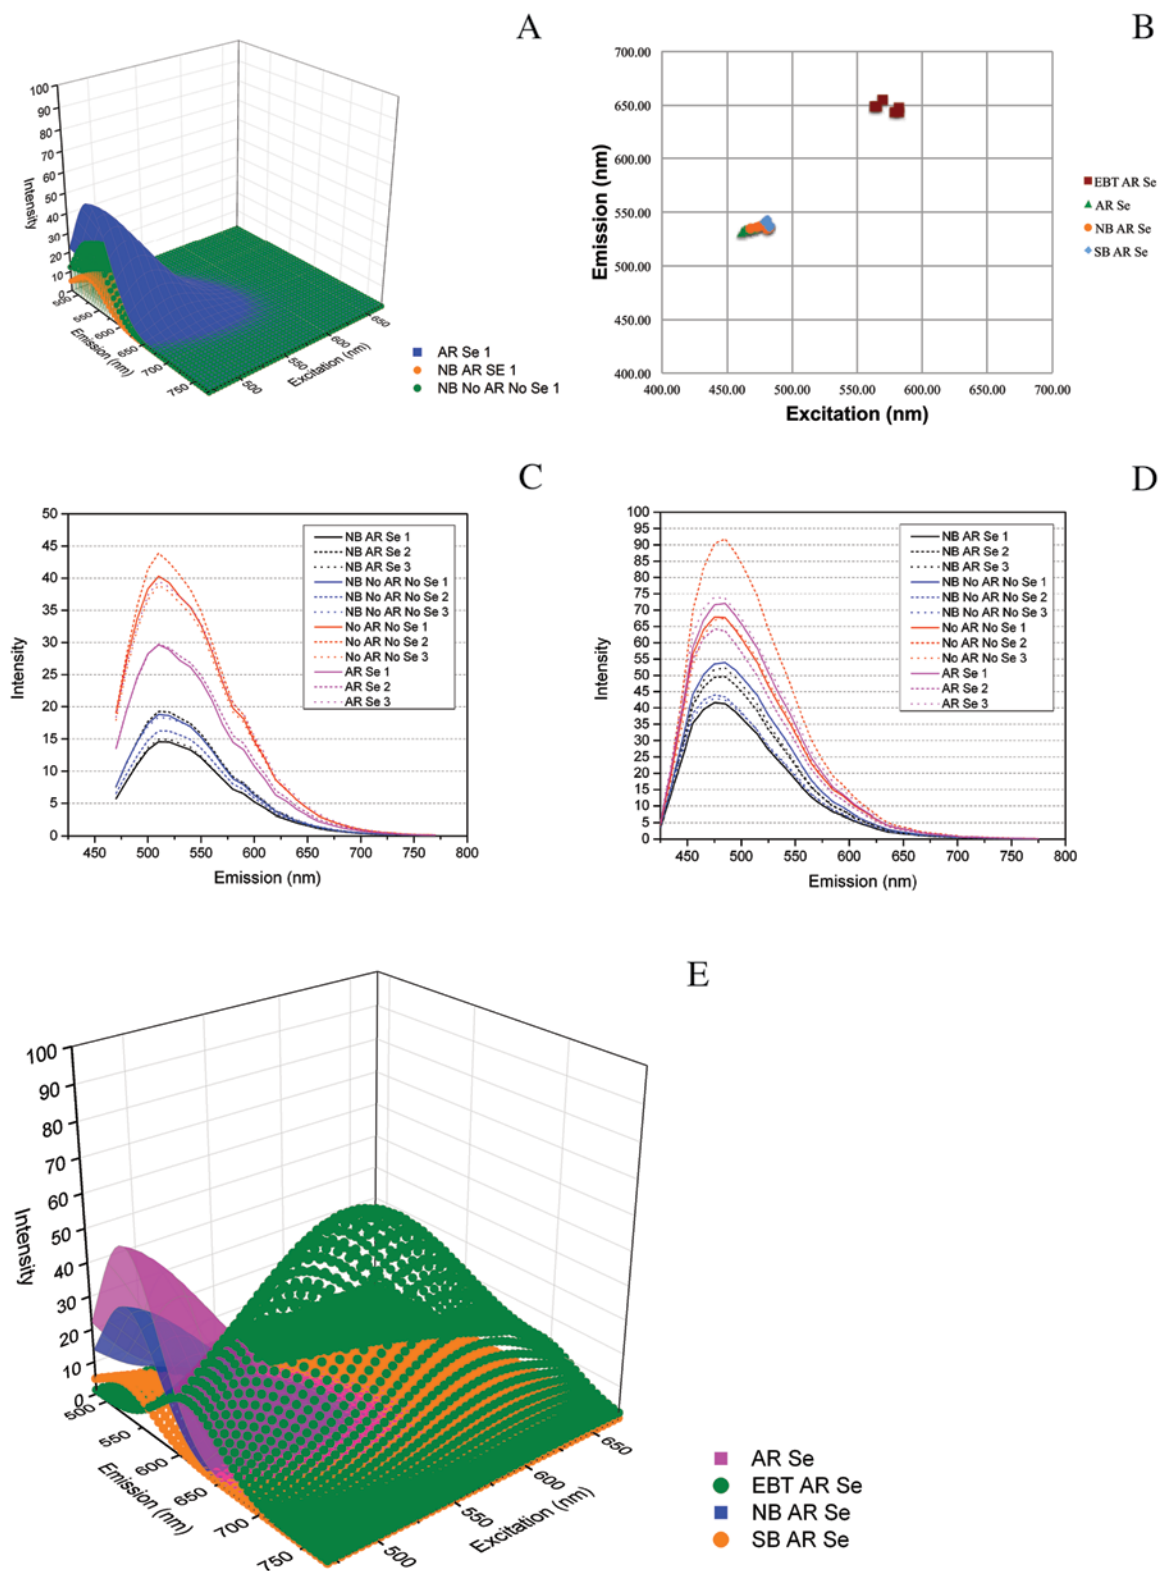 A
100
90
80
70
60
50
40
30
20
10
0
Intensity
500
550
600
650
700
750
Emission (nm)
500
550
600
650
Excitation (nm)
AR Se 1
NB AR SE 1
NB No AR No Se 1
B
700.00
650.00
600.00
550.00
500.00
450.00
400.00
400.00 450.00 500.00 550.00 600.00 650.00 700.00
Emission (nm)
Excitation (nm)
EBT AR Se
AR Se
NB AR Se
SB AR Se
C
50
45
40
35
30
25
20
15
10
5
0
Intensity
450 500 550 600 650 700 750 800
Emission (nm)
NB AR Se 1
NB AR Se 2
NB AR Se 3
NB No AR No Se 1
NB No AR No Se 2
NB No AR No Se 3
No AR No Se 1
No AR No Se 2
No AR No Se 3
AR Se 1
AR Se 2
AR Se 3
D
100
95
90
85
80
75
70
65
60
55
50
45
40
35
30
25
20
15
10
5
0
Intensity
450 500 550 600 650 700 750 800
Emission (nm)
NB AR Se 1
NB AR Se 2
NB AR Se 3
NB No AR No Se 1
NB No AR No Se 2
NB No AR No Se 3
No AR No Se 1
No AR No Se 2
No AR No Se 3
AR Se 1
AR Se 2
AR Se 3
E
100
90
80
70
60
50
40
30
20
10
0
Intensity
500
550
600
650
700
750
Emission (nm)
500
550
600
650
Excitation (nm)
AR Se
EBT AR Se
NB AR Se
SB AR Se